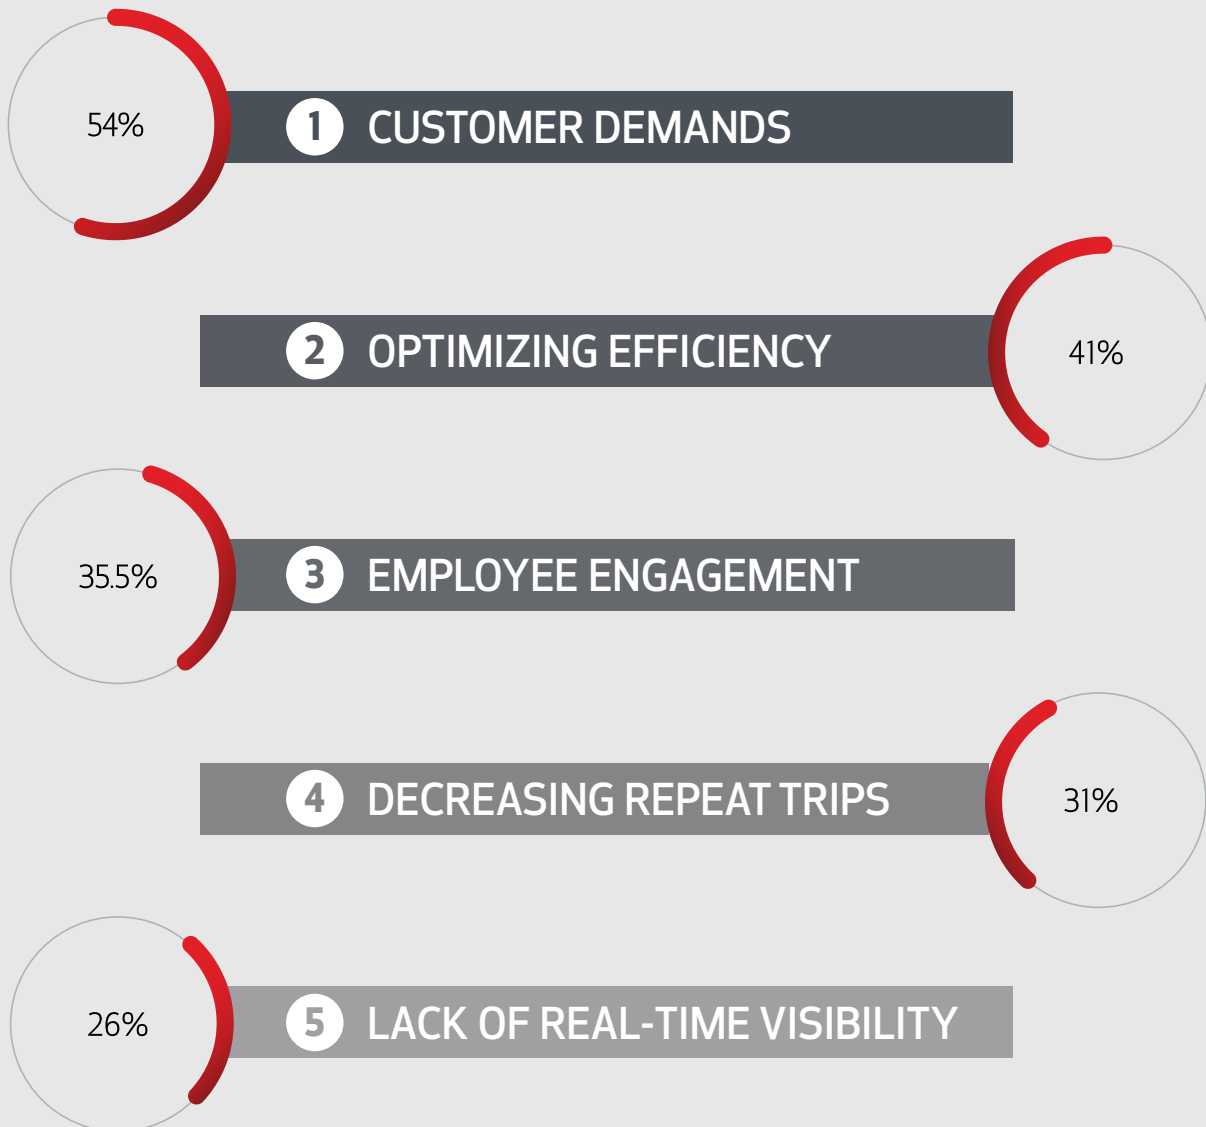 54%
1 CUSTOMER DEMANDS
2 OPTIMIZING EFFICIENCY
41%
35.5%
3 EMPLOYEE ENGAGEMENT
4 DECREASING REPEAT TRIPS
31%
26%
5 LACK OF REAL-TIME VISIBILITY